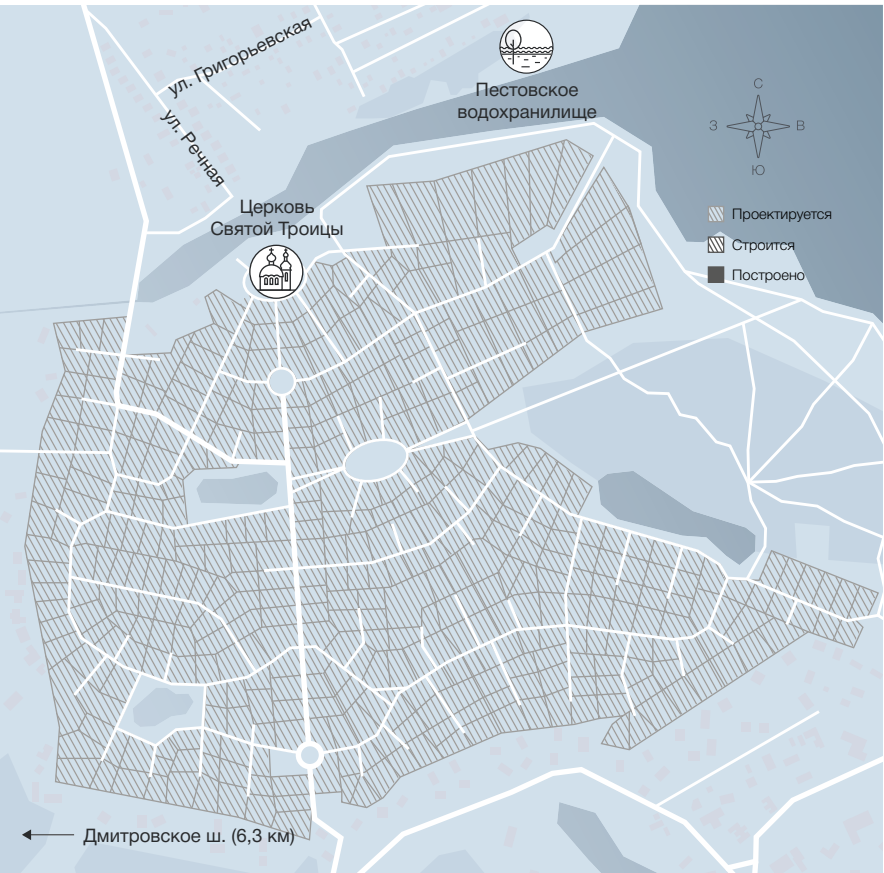 ул. Григорьевская
ул. Речная
Пестовское
водохранилище
С
З
В
Ю
Церковь
Святой Троицы
Проектируется
Строится
Построено
Дмитровское ш. (6,3 км)